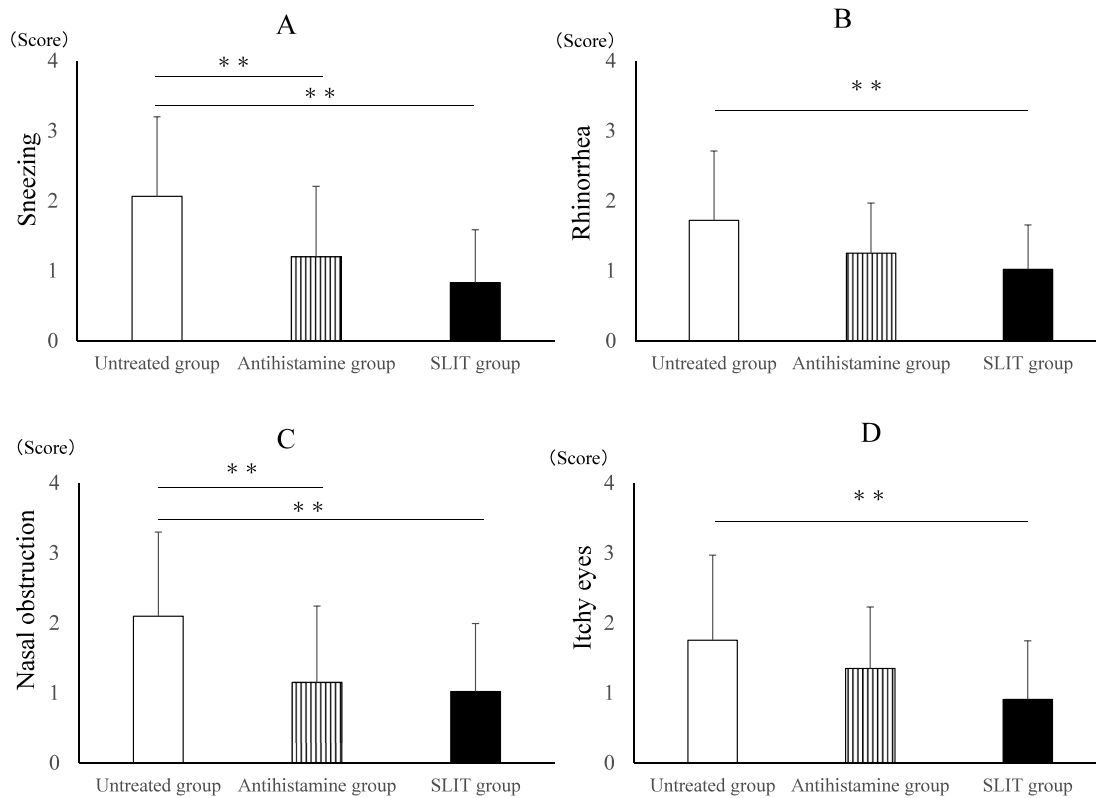 A
（Score）
4
3
2
1
0
Sneezing
＊＊
＊＊
Untreated group Antihistamine group SLIT group
B
（Score）
4
3
2
1
0
Rhinorrhea
＊＊
Untreated group Antihistamine group SLIT group
C
（Score）
4
3
2
1
0
Nasal obstruction
＊＊
＊＊
Untreated group Antihistamine group SLIT group
D
（Score）
4
3
2
1
0
Itchy eyes
＊＊
Untreated group Antihistamine group SLIT group